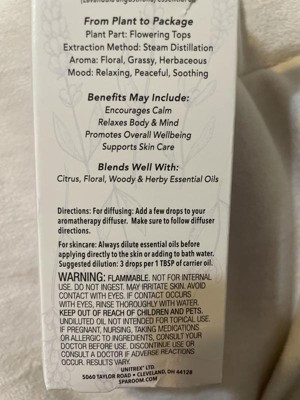 From Plant to Package
Plant Part: Flowering Tops
Extraction Method: Steam Distillation
Aroma: Floral, Grassy, Herbaceous
Mood: Relaxing, Peaceful, Soothing
Benefits May Include:
Encourages Calm
Relaxes Body & Mind
Promotes Overall Wellbeing
Supports Skin Care
Blends Well With:
Citrus, Floral, Woody & Herby Essential Oils
Directions: For diffusing: Add a few drops to your
aromatherapy diffuser. Make sure to follow diffuser
directions.
For skincare: Always dilute essential oils before
applying directly to the skin or adding to bath water.
Suggested dilution: 3 drops per 1 TBSP of carrier oil.
WARNING: FLAMMABLE. NOT FOR INTERNAL
USE. DO NOT INGEST. MAY IRRITATE SKIN. AVOID
CONTACT WITH EYES. IF CONTACT OCCURS
WITH EYES, RINSE THOROUGHLY WITH WATER.
KEEP OUT OF REACH OF CHILDREN AND PETS.
UNDILUTED OIL NOT INTENDED FOR TOPICAL USE.
IF PREGNANT, NURSING, TAKING MEDICATIONS
OR ALLERGIC TO INGREDIENTS, CONSULT YOUR
DOCTOR BEFORE USE. DISCONTINUE USE OR
CONSULT A DOCTOR IF ADVERSE REACTIONS
OCCUR. RESULTS VARY.
UNITREX® LTD.
5060 TAYLOR ROAD • CLEVELAND, OH 44128
SPAROOM.COM